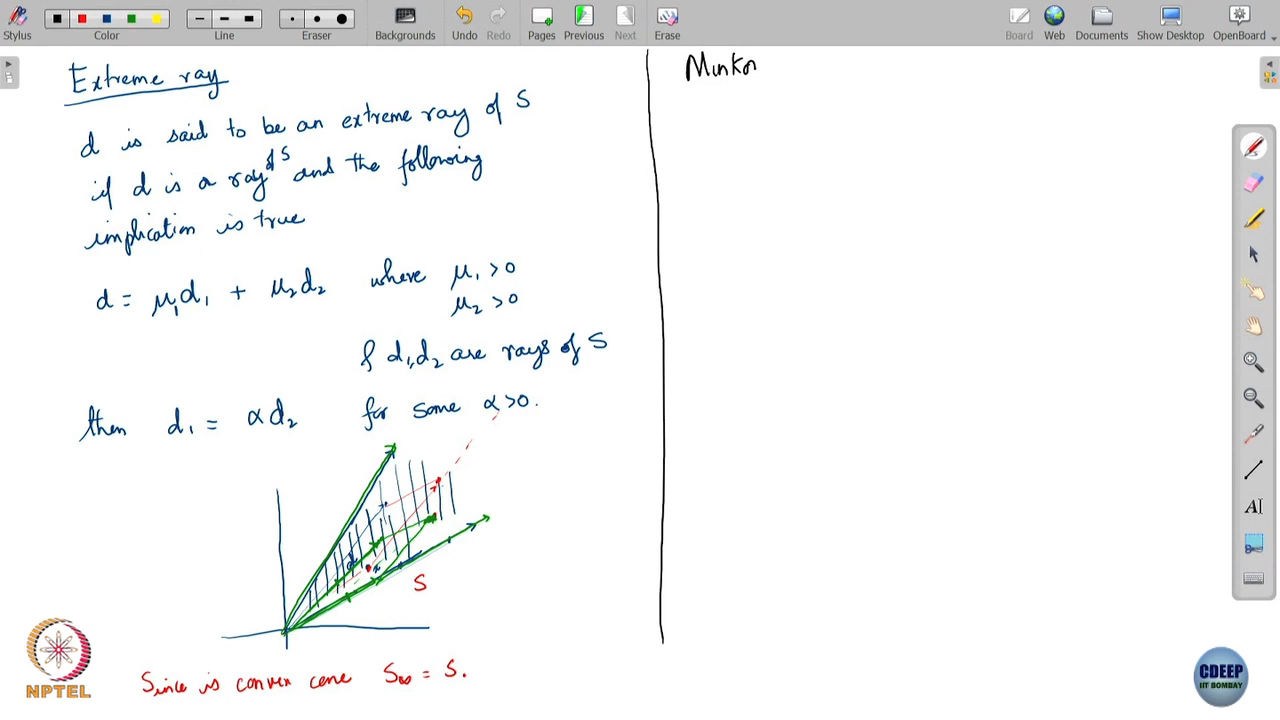 Stylus
Color
Line
Eraser
Backgrounds
Undo
Redo
Pages
Previous
Next
Erase
Board
Web
Documents
Show Desktop
OpenBoard
Extreme ray
d is said to be an extreme ray of S
if d is a ray of S and the following
implication is true
d = μ₁d₁ + μ₂d₂ where μ₁ > 0
μ₂ > 0
& d₁, d₂ are rays of S
then d₁ = α d₂ for some α > 0.
d
x
S
Since is convex cone S∞ = S.
Minkow
AI
NPTEL
CDEEP
IIT BOMBAY